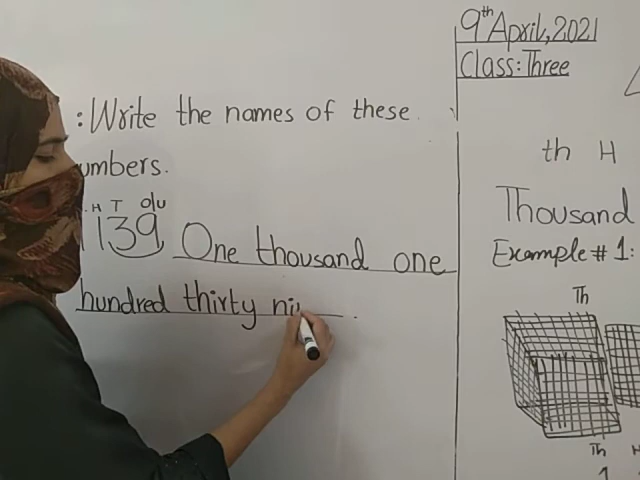 9th April, 2021
Class: Three
: Write the names of these
umbers.
H T O/U
1139 One thousand one
hundred thirty ni
th H
Thousand
Example # 1:
Th
Th H
1